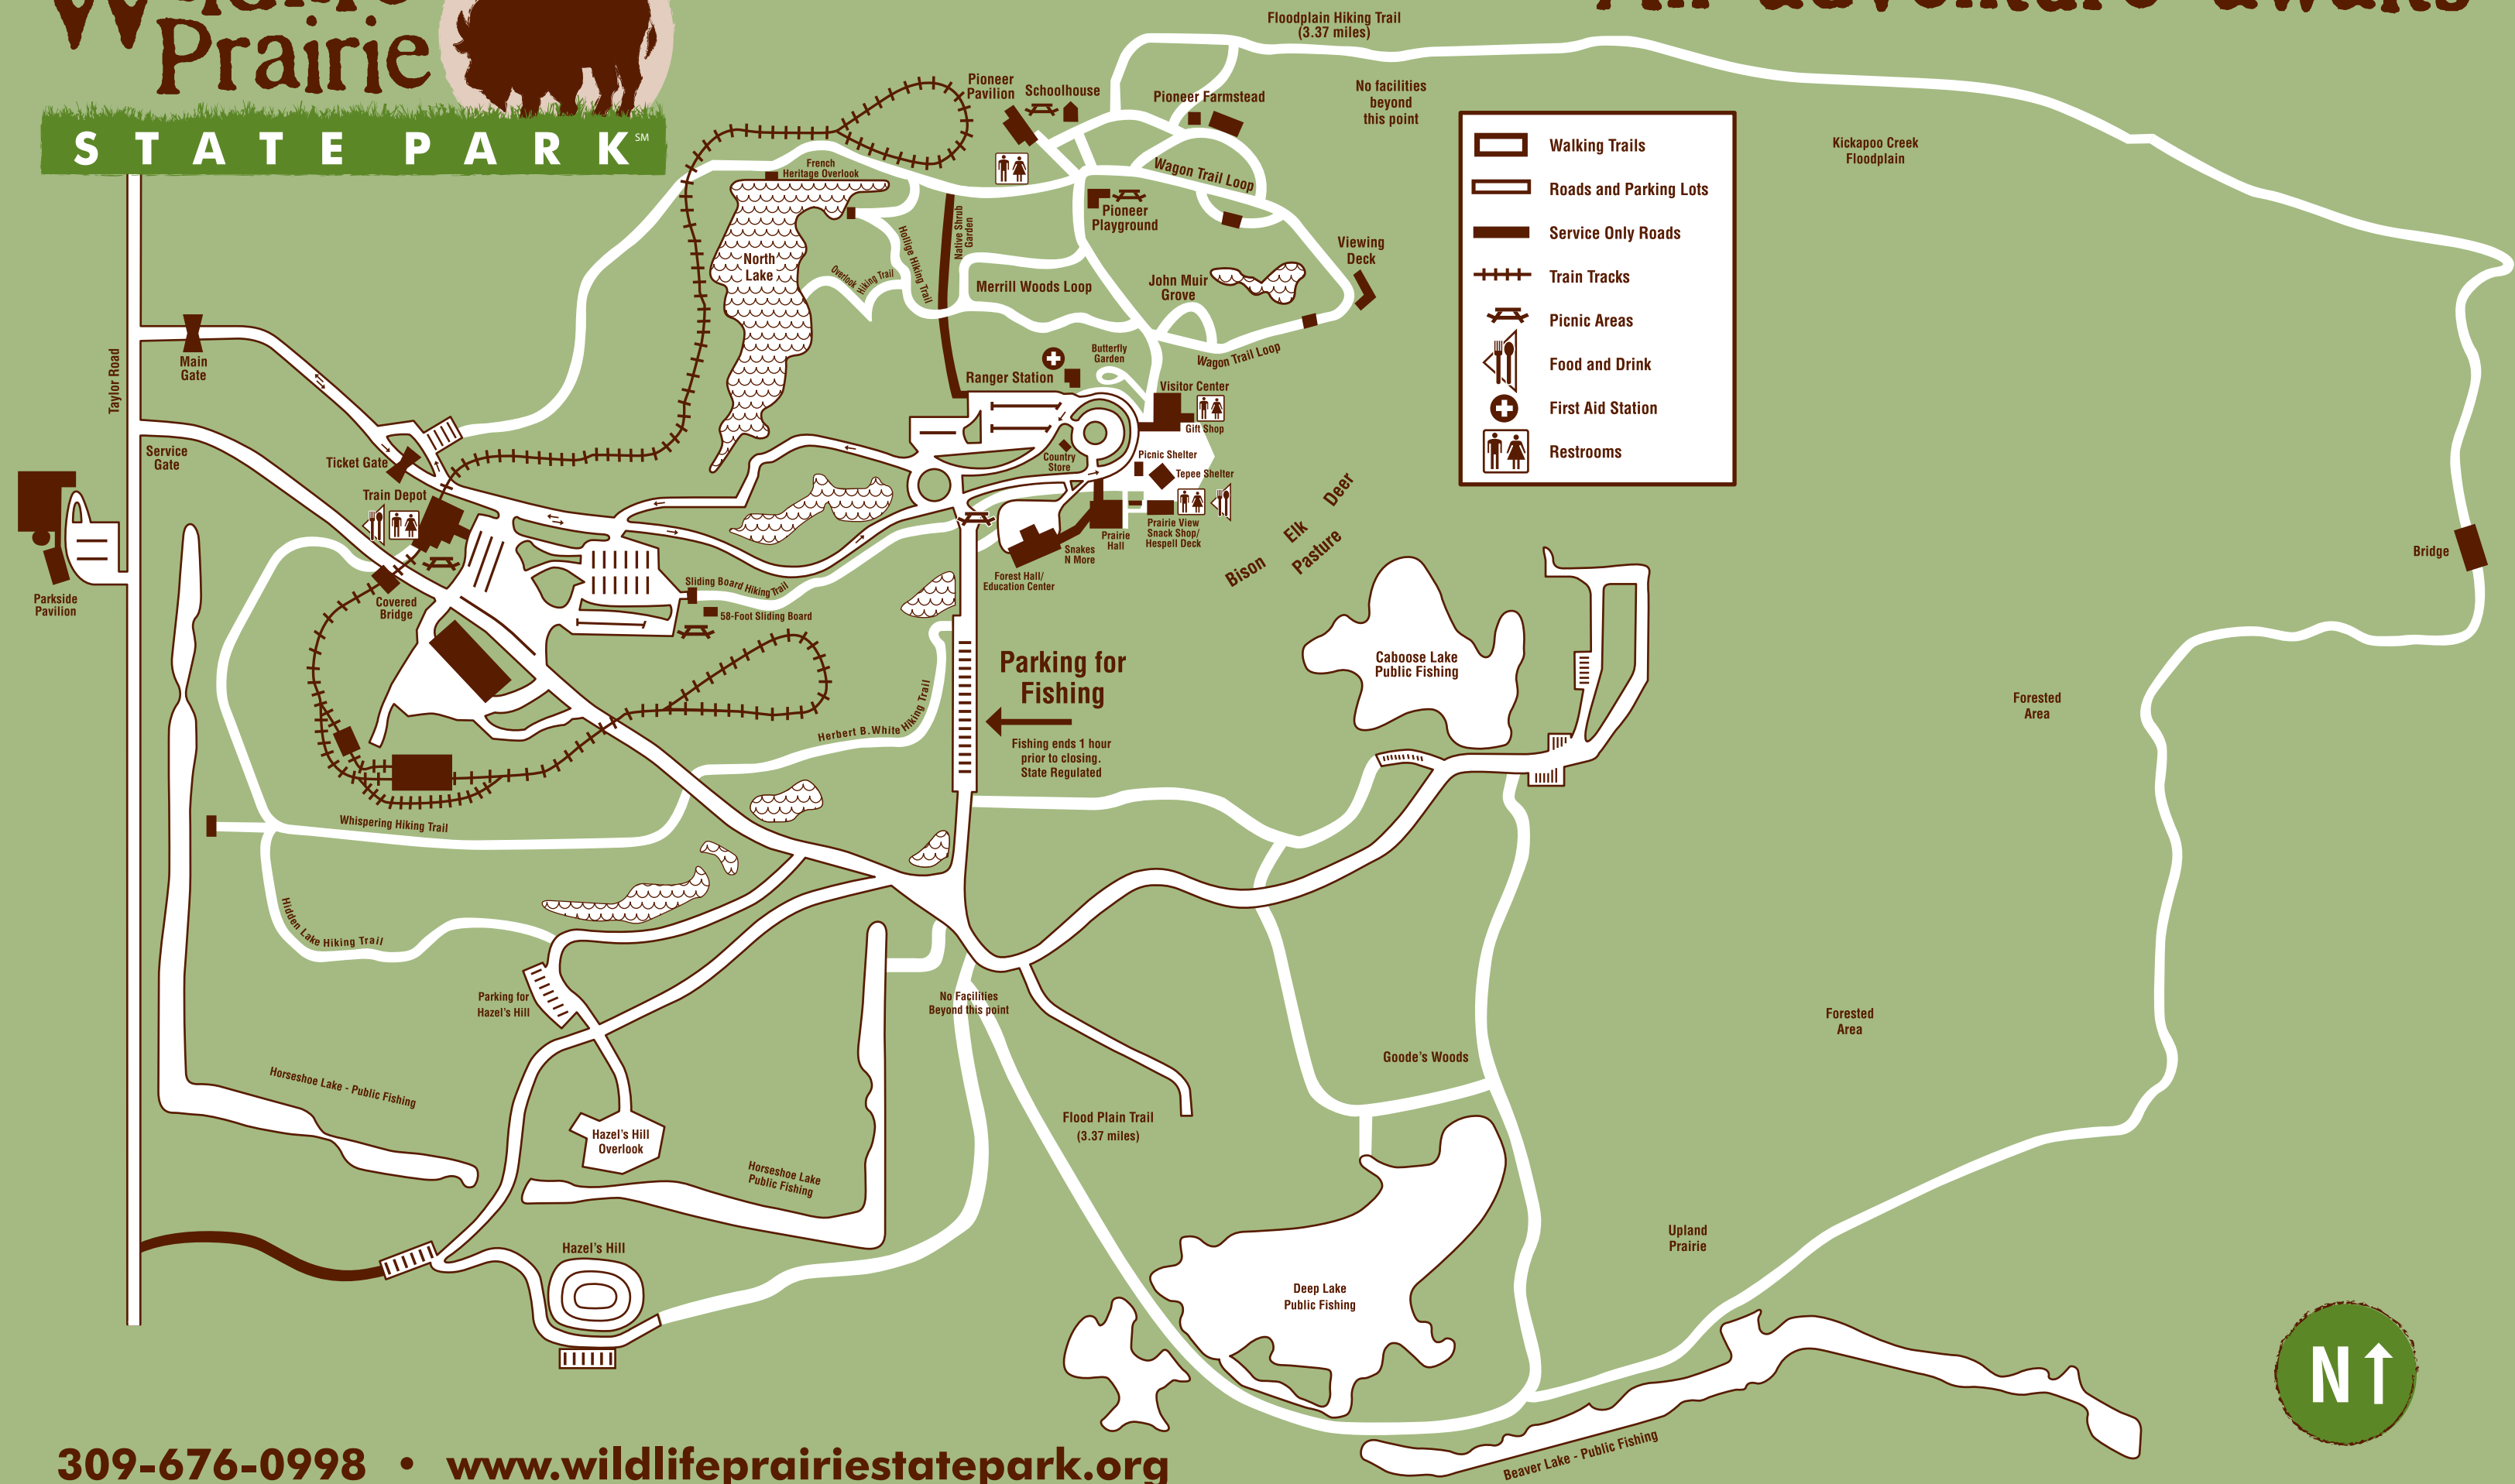 Prairie
STATE PARK SM
Floodplain Hiking Trail
(3.37 miles)
No facilities
beyond
this point
Pioneer
Pavilion
Schoolhouse
Pioneer Farmstead
Wagon Trail Loop
Pioneer
Playground
French
Heritage Overlook
North
Lake
Native Shrub
Garden
Overlook
Hiking Trail
Merrill Woods Loop
John Muir
Grove
Viewing
Deck
Wagon Trail Loop
Butterfly
Garden
Ranger Station
Visitor Center
Gift Shop
Country
Store
Picnic Shelter
Tepee Shelter
Prairie View
Snack Shop/
Hespell Deck
Prairie
Hall
Snakes
N More
Forest Hall/
Education Center
Walking Trails
Roads and Parking Lots
Service Only Roads
Train Tracks
Picnic Areas
Food and Drink
First Aid Station
Restrooms
Kickapoo Creek
Floodplain
Bridge
Taylor Road
Main
Gate
Service
Gate
Ticket Gate
Train Depot
Parkside
Pavilion
Covered
Bridge
Sliding Board Hiking Trail
58-Foot Sliding Board
Bison Elk Deer
Pasture
Parking for
Fishing
Fishing ends 1 hour
prior to closing.
State Regulated
Herbert B. White Hiking Trail
Caboose Lake
Public Fishing
Forested
Area
Whispering Hiking Trail
Hidden Lake Hiking Trail
Parking for
Hazel's Hill
No Facilities
Beyond this point
Forested
Area
Goode's Woods
Horseshoe Lake - Public Fishing
Hazel's Hill
Overlook
Flood Plain Trail
(3.37 miles)
Horseshoe Lake
Public Fishing
Upland
Prairie
Hazel's Hill
Deep Lake
Public Fishing
N
Beaver Lake - Public Fishing
309-676-0998 • www.wildlifeprairiestatepark.org